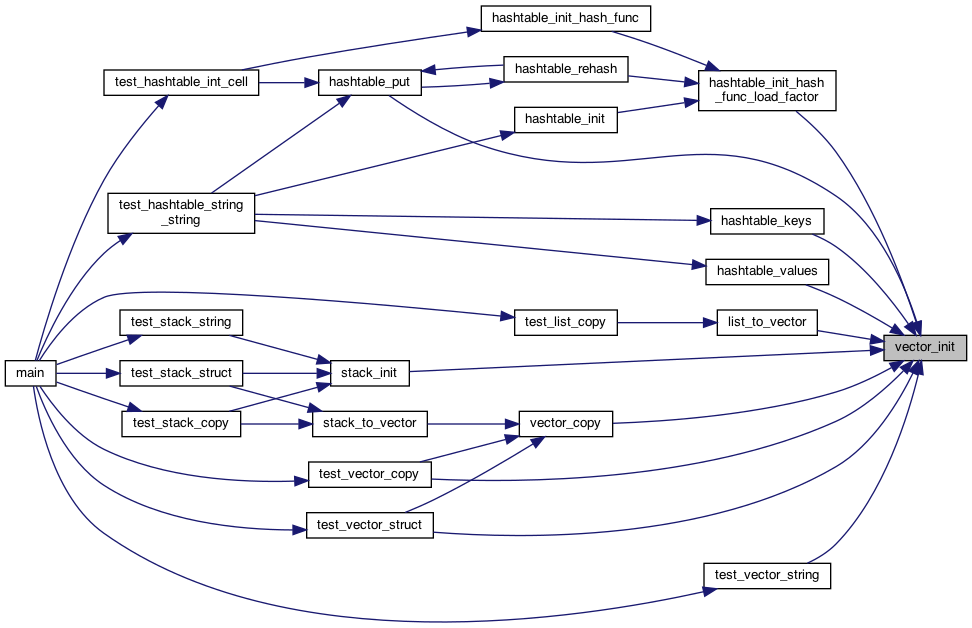 hashtable_init_hash_func
test_hashtable_int_cell
hashtable_put
hashtable_rehash
hashtable_init_hash
_func_load_factor
hashtable_init
test_hashtable_string
_string
hashtable_keys
hashtable_values
test_stack_string
test_list_copy
list_to_vector
vector_init
main
test_stack_struct
stack_init
test_stack_copy
stack_to_vector
vector_copy
test_vector_copy
test_vector_struct
test_vector_string